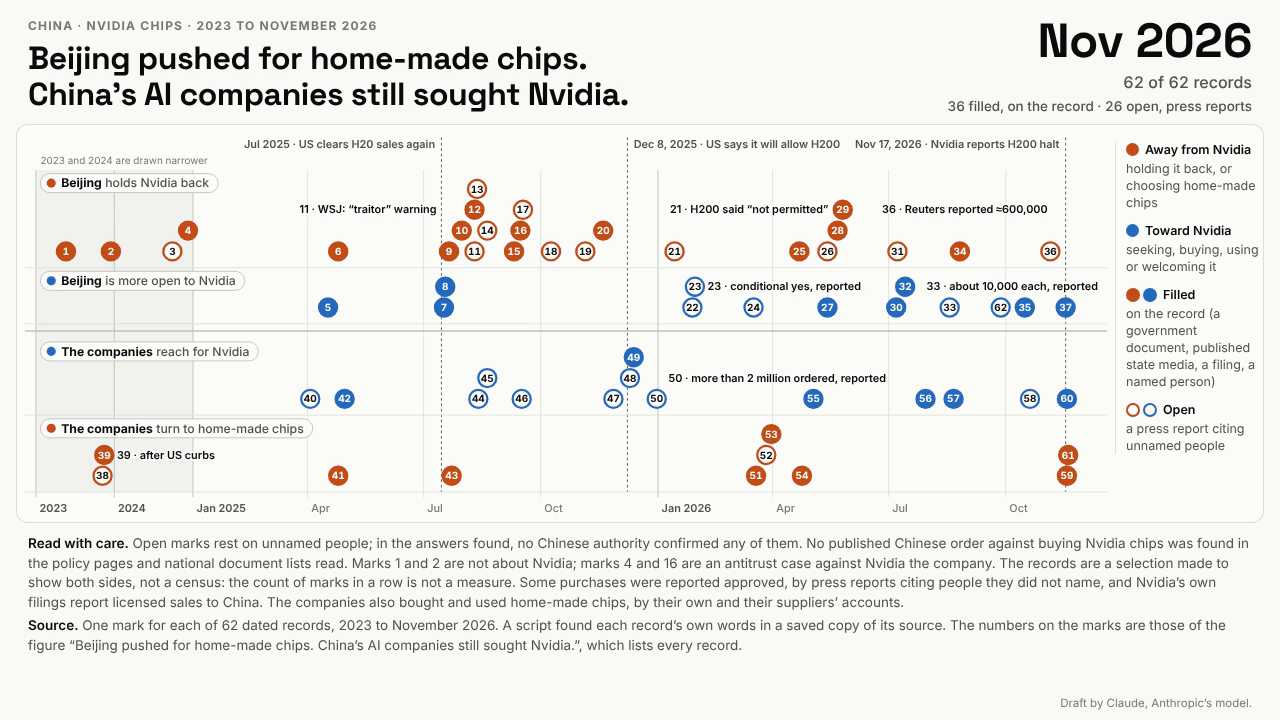 CHINA · NVIDIA CHIPS · 2023 TO NOVEMBER 2026
Beijing pushed for home-made chips.
China’s AI companies still sought Nvidia.
Nov 2026
62 of 62 records
36 filled, on the record · 26 open, press reports
Jul 2025 · US clears H20 sales again
Dec 8, 2025 · US says it will allow H200
Nov 17, 2026 · Nvidia reports H200 halt
2023 and 2024 are drawn narrower
Beijing holds Nvidia back
13
11 · WSJ: “traitor” warning
12
17
21 · H200 said “not permitted”
29
36 · Reuters reported ≈600,000
4
10
14
16
20
28
1
2
3
6
9
11
15
18
19
21
25
26
31
34
36
Beijing is more open to Nvidia
8
23
23 · conditional yes, reported
32
33 · about 10,000 each, reported
5
7
22
24
27
30
33
62
35
37
The companies reach for Nvidia
49
45
48
50 · more than 2 million ordered, reported
40
42
44
46
47
50
55
56
57
58
60
The companies turn to home-made chips
53
39
39 · after US curbs
52
61
38
41
43
51
54
59
2023
2024
Jan 2025
Apr
Jul
Oct
Jan 2026
Apr
Jul
Oct
Away from Nvidia
holding it back, or
choosing home-made
chips
Toward Nvidia
seeking, buying, using
or welcoming it
Filled
on the record (a
government
document, published
state media, a filing, a
named person)
Open
a press report citing
unnamed people
Read with care. Open marks rest on unnamed people; in the answers found, no Chinese authority confirmed any of them. No published Chinese order against buying Nvidia chips was found in
the policy pages and national document lists read. Marks 1 and 2 are not about Nvidia; marks 4 and 16 are an antitrust case against Nvidia the company. The records are a selection made to
show both sides, not a census: the count of marks in a row is not a measure. Some purchases were reported approved, by press reports citing people they did not name, and Nvidia’s own
filings report licensed sales to China. The companies also bought and used home-made chips, by their own and their suppliers’ accounts.
Source. One mark for each of 62 dated records, 2023 to November 2026. A script found each record’s own words in a saved copy of its source. The numbers on the marks are those of the
figure “Beijing pushed for home-made chips. China’s AI companies still sought Nvidia.”, which lists every record.
Draft by Claude, Anthropic’s model.